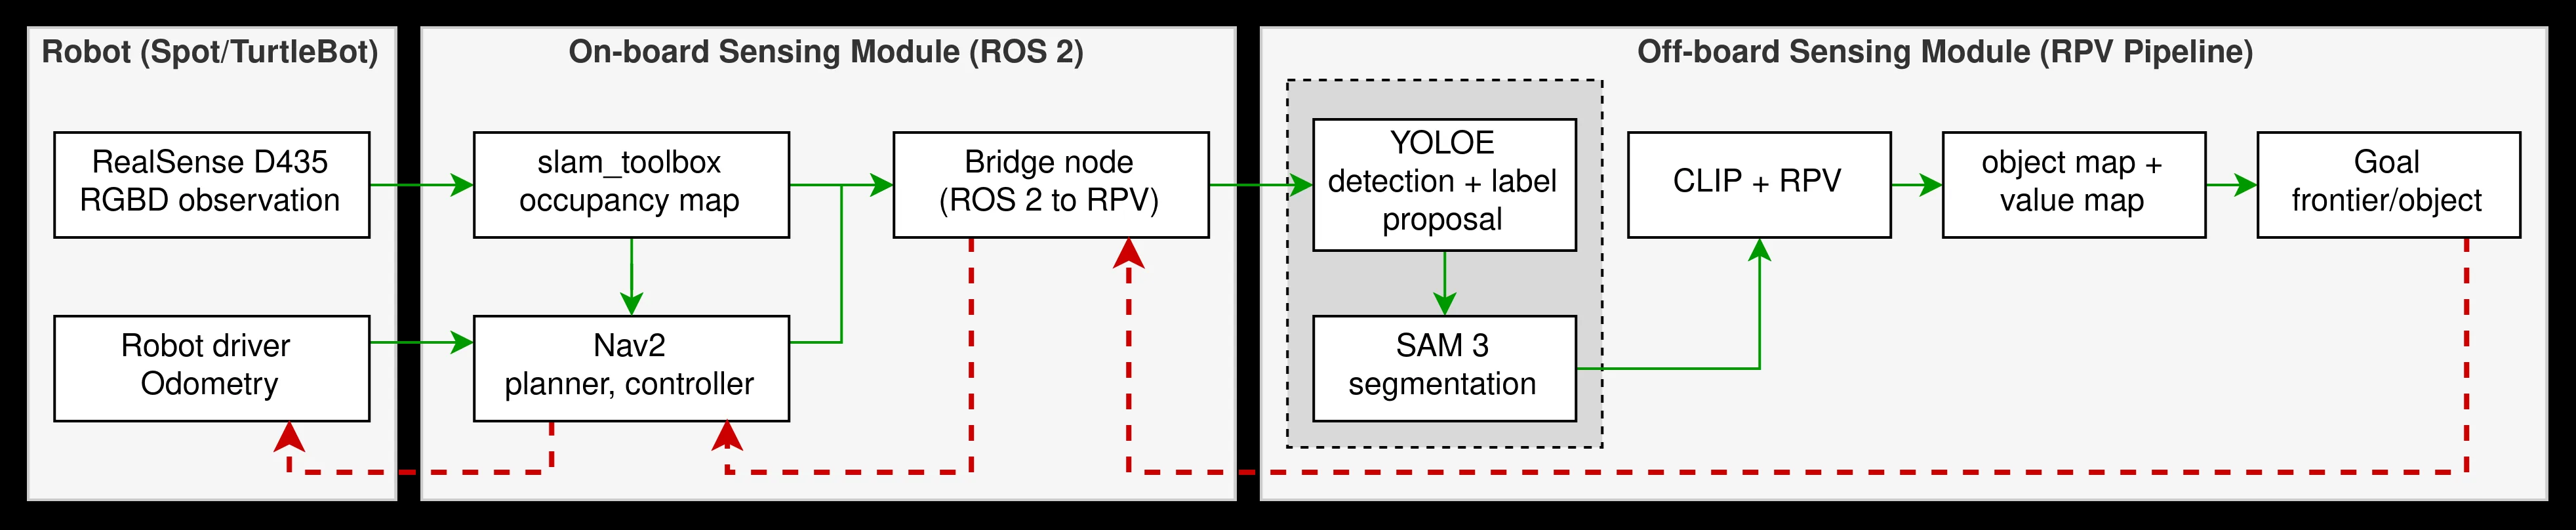 Robot (Spot/TurtleBot)
RealSense D435
RGBD observation
Robot driver
Odometry
On-board Sensing Module (ROS 2)
slam_toolbox
occupancy map
Bridge node
(ROS 2 to RPV)
Nav2
planner, controller
Off-board Sensing Module (RPV Pipeline)
YOLOE
detection + label
proposal
SAM 3
segmentation
CLIP + RPV
object map +
value map
Goal
frontier/object